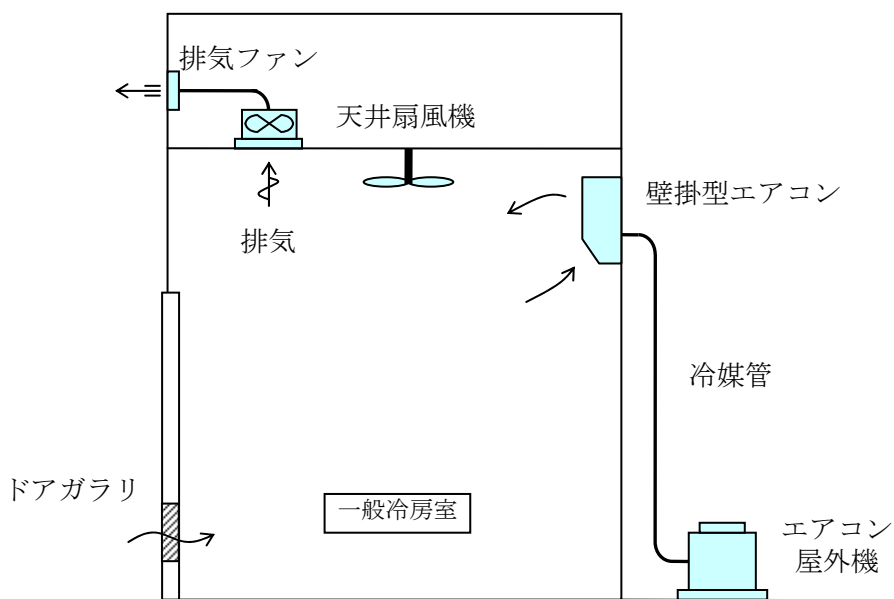 排気ファン
天井扇風機
壁掛型エアコン
排気
冷媒管
ドアガラリ
一般冷房室
エアコン
屋外機